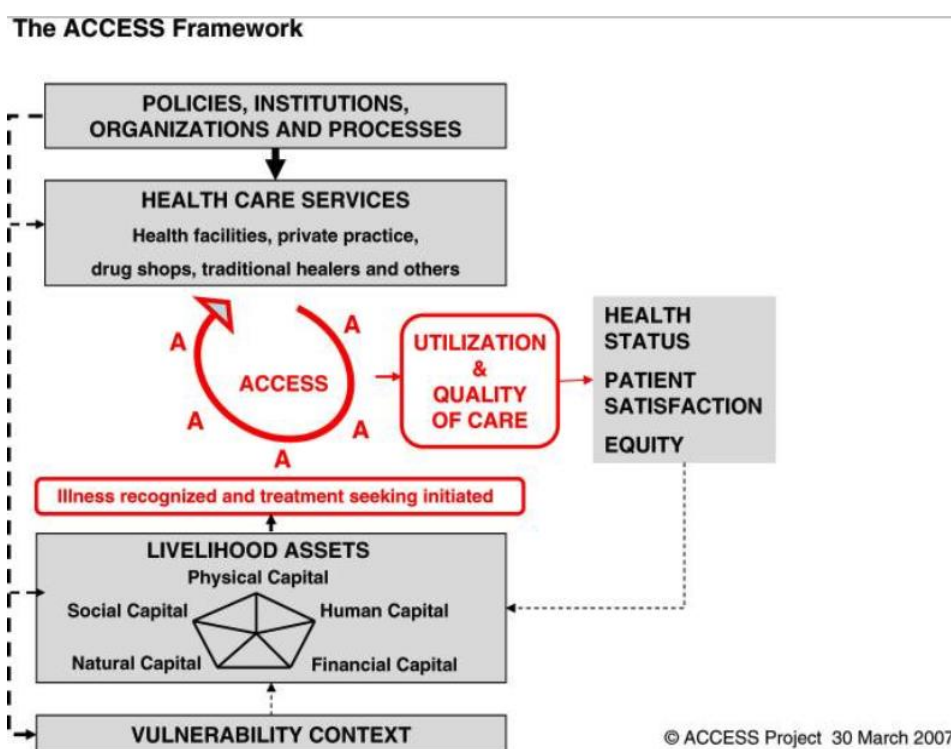 The ACCESS Framework
POLICIES, INSTITUTIONS,
ORGANIZATIONS AND PROCESSES
HEALTH CARE SERVICES
Health facilities, private practice,
drug shops, traditional healers and others
A
A
ACCESS
A
A
A
UTILIZATION
&
QUALITY
OF CARE
HEALTH
STATUS
PATIENT
SATISFACTION
EQUITY
Illness recognized and treatment seeking initiated
LIVELIHOOD ASSETS
Physical Capital
Social Capital
Human Capital
Natural Capital
Financial Capital
VULNERABILITY CONTEXT
© ACCESS Project 30 March 2007